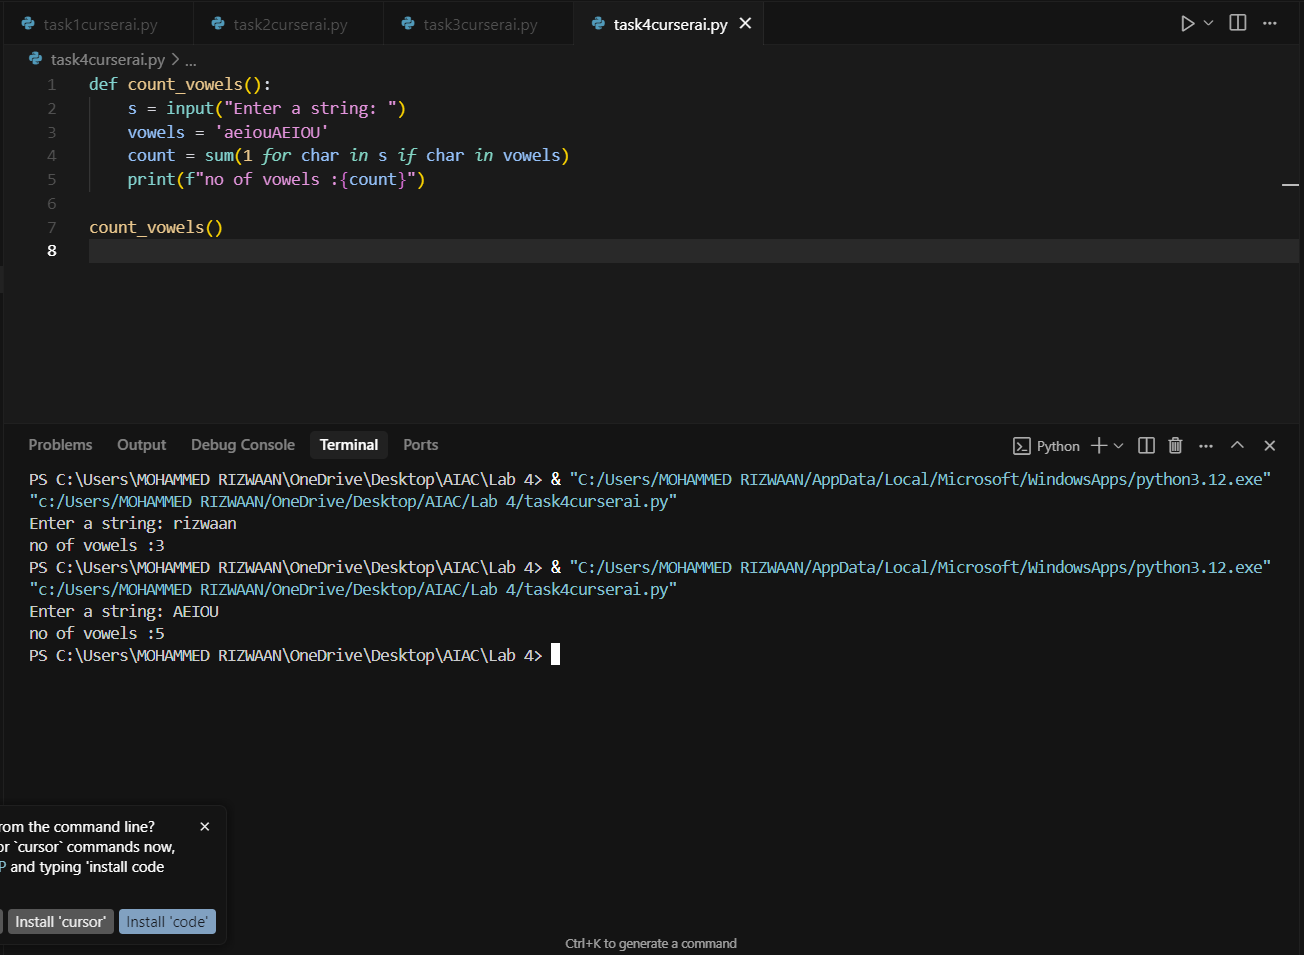 task1curserai.py task2curserai.py task3curserai.py task4curserai.py
task4curserai.py > ...
1 def count_vowels():
2 s = input("Enter a string: ")
3 vowels = 'aeiouAEIOU'
4 count = sum(1 for char in s if char in vowels)
5 print(f"no of vowels :{count}")
6
7 count_vowels()
8
Problems Output Debug Console Terminal Ports Python
PS C:\Users\MOHAMMED RIZWAAN\OneDrive\Desktop\AIAC\Lab 4> & "C:/Users/MOHAMMED RIZWAAN/AppData/Local/Microsoft/WindowsApps/python3.12.exe"
"c:/Users/MOHAMMED RIZWAAN/OneDrive/Desktop/AIAC/Lab 4/task4curserai.py"
Enter a string: rizwaan
no of vowels :3
PS C:\Users\MOHAMMED RIZWAAN\OneDrive\Desktop\AIAC\Lab 4> & "C:/Users/MOHAMMED RIZWAAN/AppData/Local/Microsoft/WindowsApps/python3.12.exe"
"c:/Users/MOHAMMED RIZWAAN/OneDrive/Desktop/AIAC/Lab 4/task4curserai.py"
Enter a string: AEIOU
no of vowels :5
PS C:\Users\MOHAMMED RIZWAAN\OneDrive\Desktop\AIAC\Lab 4>
rom the command line?
or `cursor` commands now,
P and typing 'install code
Install 'cursor' Install 'code'
Ctrl+K to generate a command